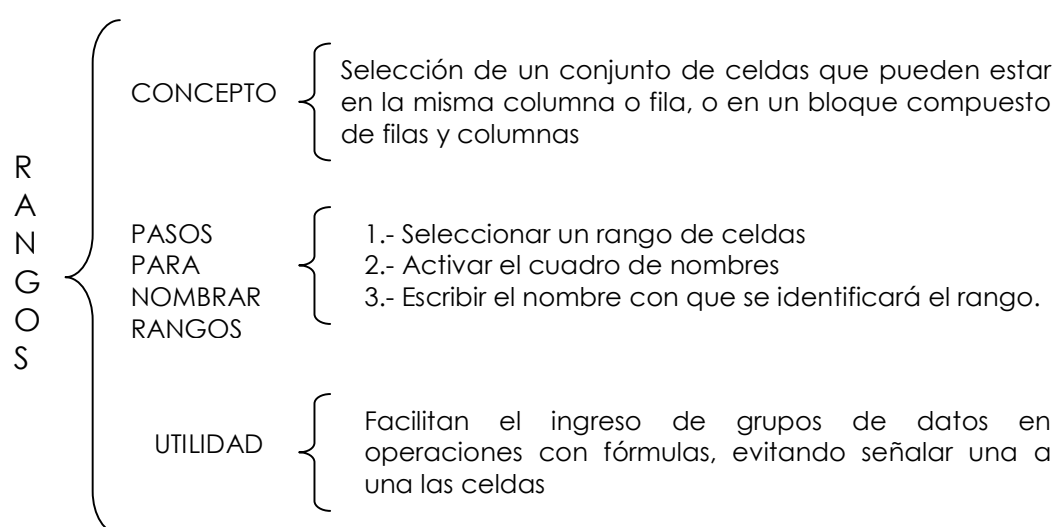 RANGOS
CONCEPTO
Selección de un conjunto de celdas que pueden estar
en la misma columna o fila, o en un bloque compuesto
de filas y columnas
PASOS
PARA
NOMBRAR
RANGOS
1.- Seleccionar un rango de celdas
2.- Activar el cuadro de nombres
3.- Escribir el nombre con que se identificará el rango.
UTILIDAD
Facilitan el ingreso de grupos de datos en
operaciones con fórmulas, evitando señalar una a
una las celdas